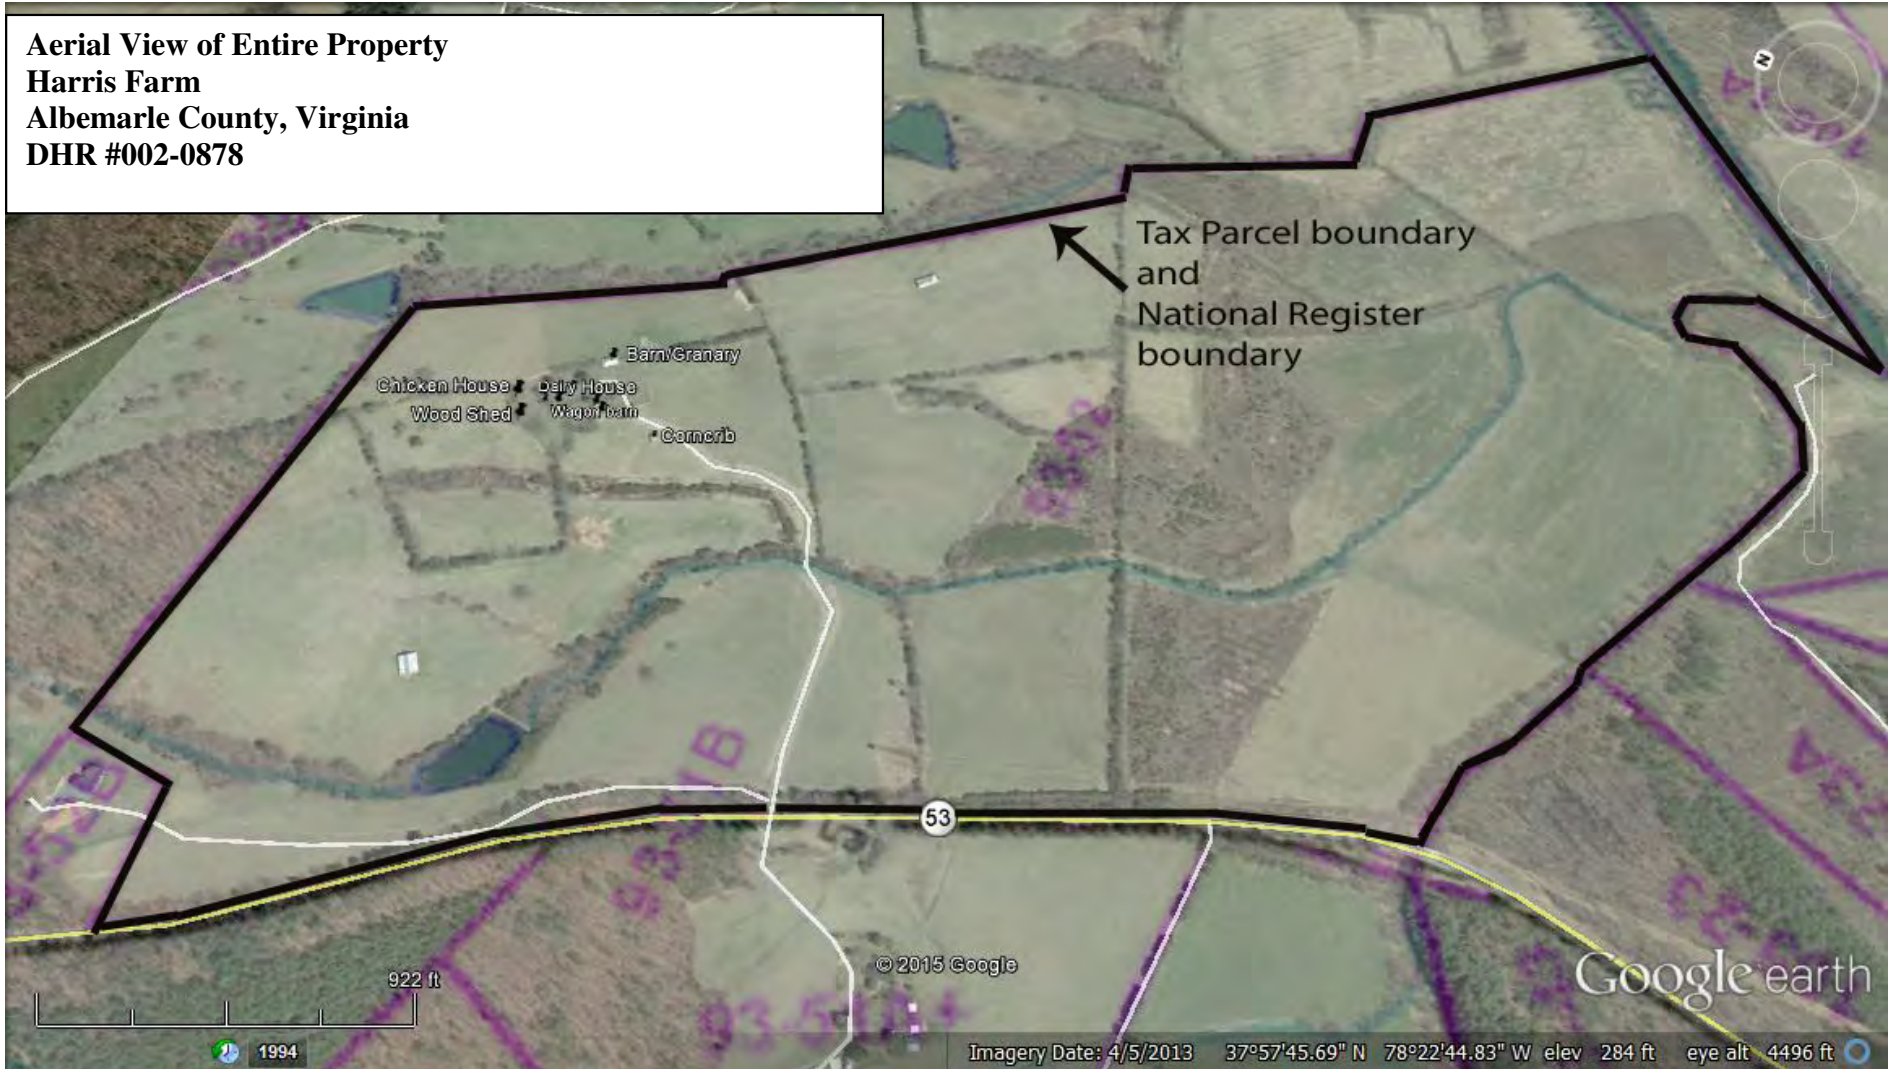 Aerial View of Entire Property
Harris Farm
Albemarle County, Virginia
DHR #002-0878
N
Tax Parcel boundary
and
National Register
boundary
Barn/Granary
Chicken House
Dairy House
Wood Shed
Wagon barn
Corncrib
53
© 2015 Google
922 ft
Google earth
1994
Imagery Date: 4/5/2013 37°57'45.69" N 78°22'44.83" W elev 284 ft eye alt 4496 ft